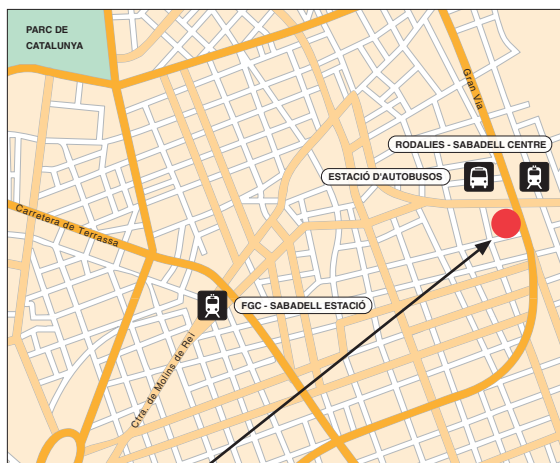 PARC DE
CATALUNYA
Gran Via
RODALIES - SABADELL CENTRE
ESTACIÓ D'AUTOBUSOS
Carretera de Terrassa
FGC - SABADELL ESTACIÓ
Ctra. de Molins de Rei